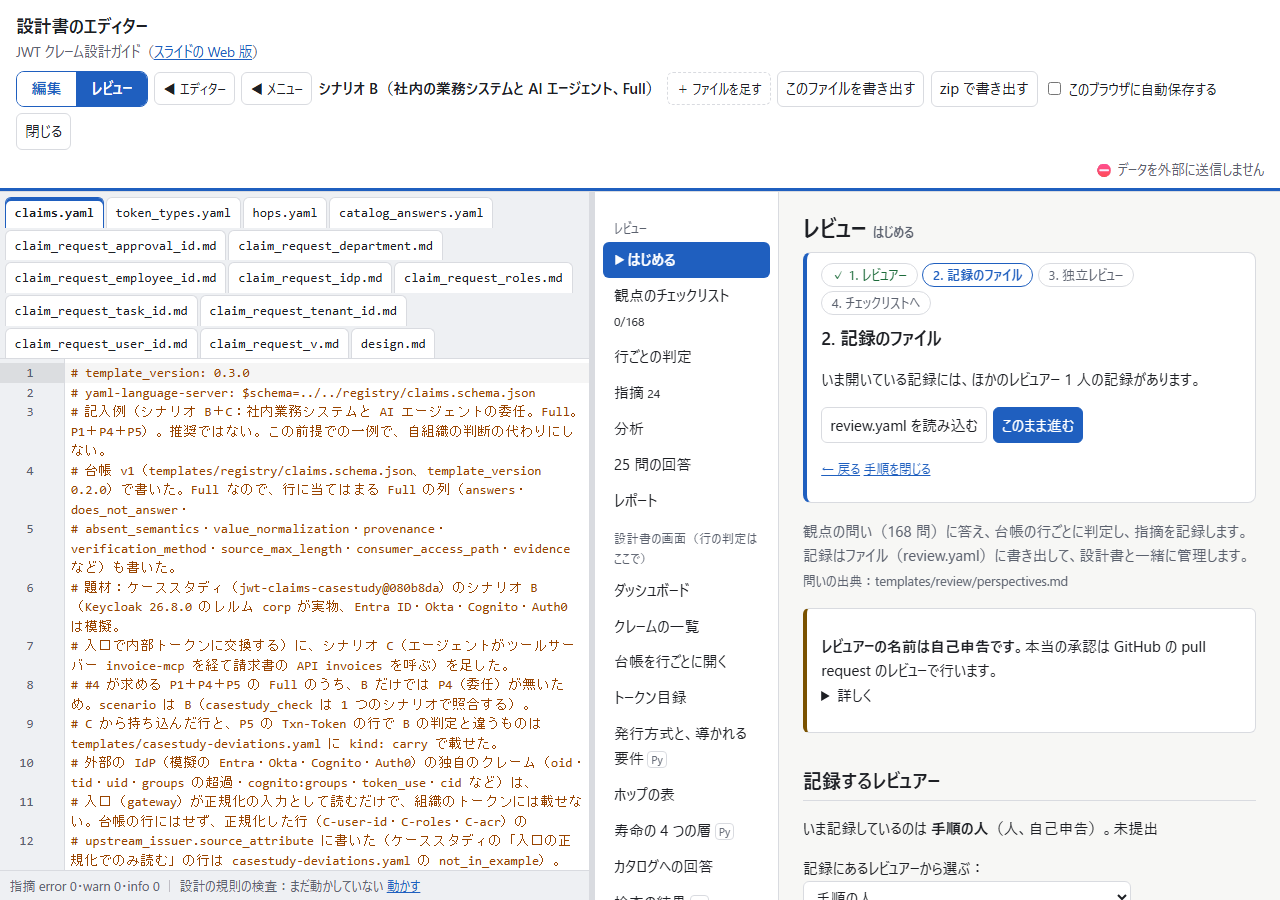 設計書のエディター
JWT クレーム設計ガイド（スライドの Web 版）
編集 レビュー ◀ エディター ◀ メニュー シナリオ B（社内の業務システムと AI エージェント、Full） ＋ ファイルを足す このファイルを書き出す zip で書き出す このブラウザに自動保存する
閉じる
⛔ データを外部に送信しません
claims.yaml token_types.yaml hops.yaml catalog_answers.yaml
claim_request_approval_id.md claim_request_department.md
claim_request_employee_id.md claim_request_idp.md claim_request_roles.md
claim_request_task_id.md claim_request_tenant_id.md
claim_request_user_id.md claim_request_v.md design.md
1 # template_version: 0.3.0
2 # yaml-language-server: $schema=../../registry/claims.schema.json
3 # 記入例（シナリオ B＋C：社内業務システムと AI エージェントの委任。Full。
P1＋P4＋P5）。推奨ではない。この前提での一例で、自組織の判断の代わりにし
ない。
4 # 台帳 v1（templates/registry/claims.schema.json、template_version
0.2.0）で書いた。Full なので、行に当てはまる Full の列（answers・
does_not_answer・
5 # absent_semantics・value_normalization・provenance・
verification_method・source_max_length・consumer_access_path・evidence
など）も書いた。
6 # 題材：ケーススタディ（jwt-claims-casestudy@080b8da）のシナリオ B
（Keycloak 26.8.0 のレルム corp が実物、Entra ID・Okta・Cognito・Auth0
は模擬。
7 # 入口で内部トークンに交換する）に、シナリオ C（エージェントがツールサー
バー invoice-mcp を経て請求書の API invoices を呼ぶ）を足した。
8 # #4 が求める P1＋P4＋P5 の Full のうち、B だけでは P4（委任）が無いた
め。scenario は B（casestudy_check は 1 つのシナリオで照合する）。
9 # C から持ち込んだ行と、P5 の Txn-Token の行で B の判定と違うものは
templates/casestudy-deviations.yaml に kind: carry で載せた。
10 # 外部の IdP（模擬の Entra・Okta・Cognito・Auth0）の独自のクレーム（oid・
tid・uid・groups の超過・cognito:groups・token_use・cid など）は、
11 # 入口（gateway）が正規化の入力として読むだけで、組織のトークンには載せな
い。台帳の行にはせず、正規化した行（C-user-id・C-roles・C-acr）の
12 # upstream_issuer.source_attribute に書いた（ケーススタディの「入口の正
規化でのみ読む」の行は casestudy-deviations.yaml の not_in_example）。
指摘 error 0・warn 0・info 0 ｜ 設計の規則の検査：まだ動かしていない 動かす
レビュー
▶ はじめる
観点のチェックリスト
0/168
行ごとの判定
指摘 24
分析
25 問の回答
レポート
設計書の画面（行の判定は
ここで）
ダッシュボード
クレームの一覧
台帳を行ごとに開く
トークン目録
発行方式と、導かれる
要件 Py
ホップの表
寿命の 4 つの層 Py
カタログへの回答
レビュー はじめる
✓ 1. レビュアー 2. 記録のファイル 3. 独立レビュー
4. チェックリストへ
2. 記録のファイル
いま開いている記録には、ほかのレビュアー 1 人の記録があります。
review.yaml を読み込む このまま進む
← 戻る 手順を閉じる
観点の問い（168 問）に答え、台帳の行ごとに判定し、指摘を記録します。
記録はファイル（review.yaml）に書き出して、設計書と一緒に管理します。
問いの出典：templates/review/perspectives.md
レビュアーの名前は自己申告です。本当の承認は GitHub の pull
request のレビューで行います。
▶ 詳しく
記録するレビュアー
いま記録しているのは 手順の人（人、自己申告）。未提出
記録にあるレビュアーから選ぶ：
手順の人